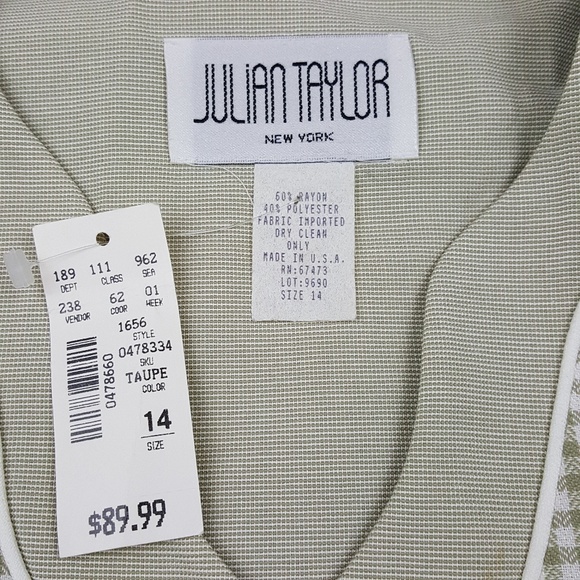 JULIAN TAYLOR
NEW YORK
60% RAYON
40% POLYESTER
FABRIC IMPORTED
DRY CLEAN
ONLY
MADE IN U.S.A.
RN:67473
LOT:9690
SIZE 14
189 111 962
DEPT CLASS SEA
238 62 01
VENDOR COOR WEEK
1656
STYLE
0478334
SKU
TAUPE
COLOR
0478660
14
SIZE
$89.99